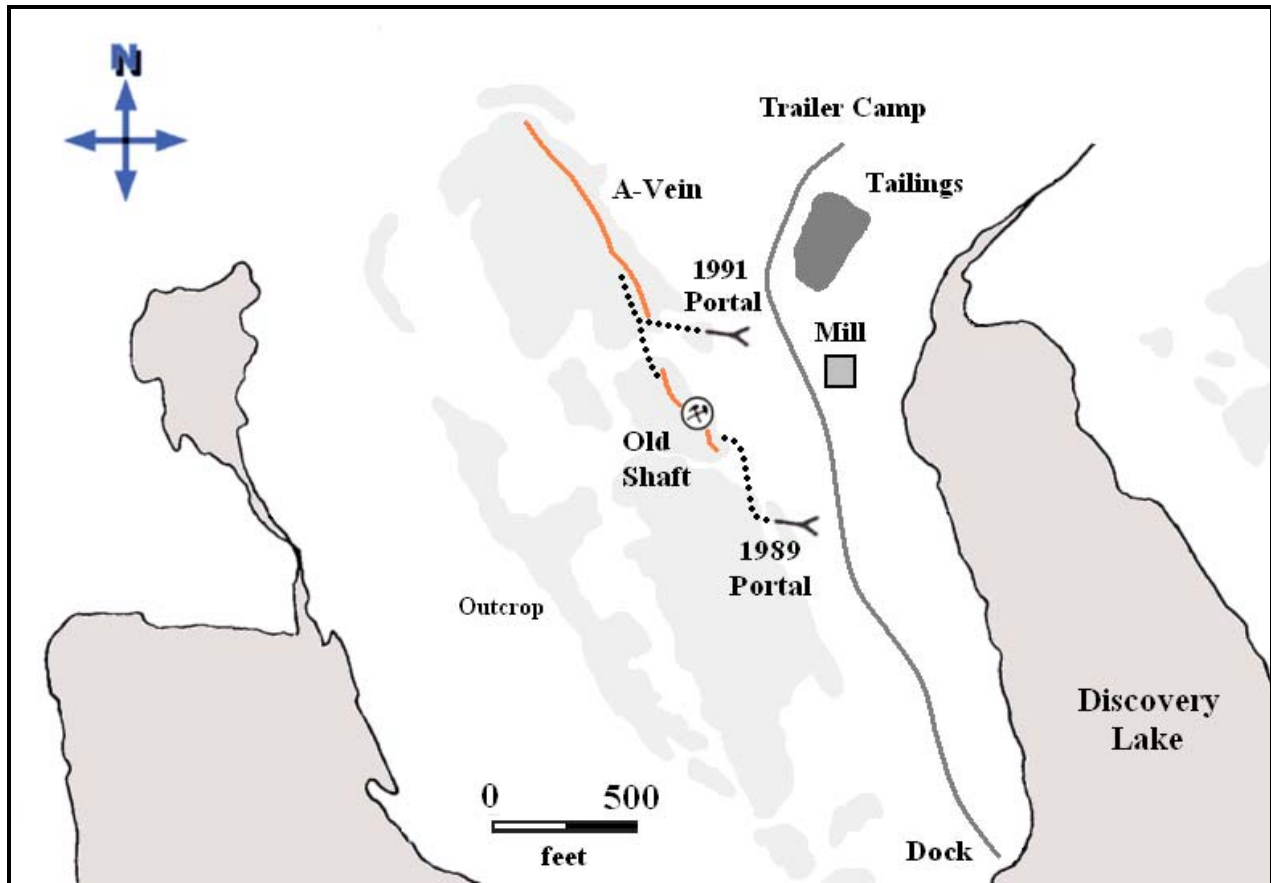 N
Trailer Camp
Tailings
A-Vein
1991
Portal
Mill
Old
Shaft
1989
Portal
Outcrop
Discovery
Lake
0 500
feet
Dock